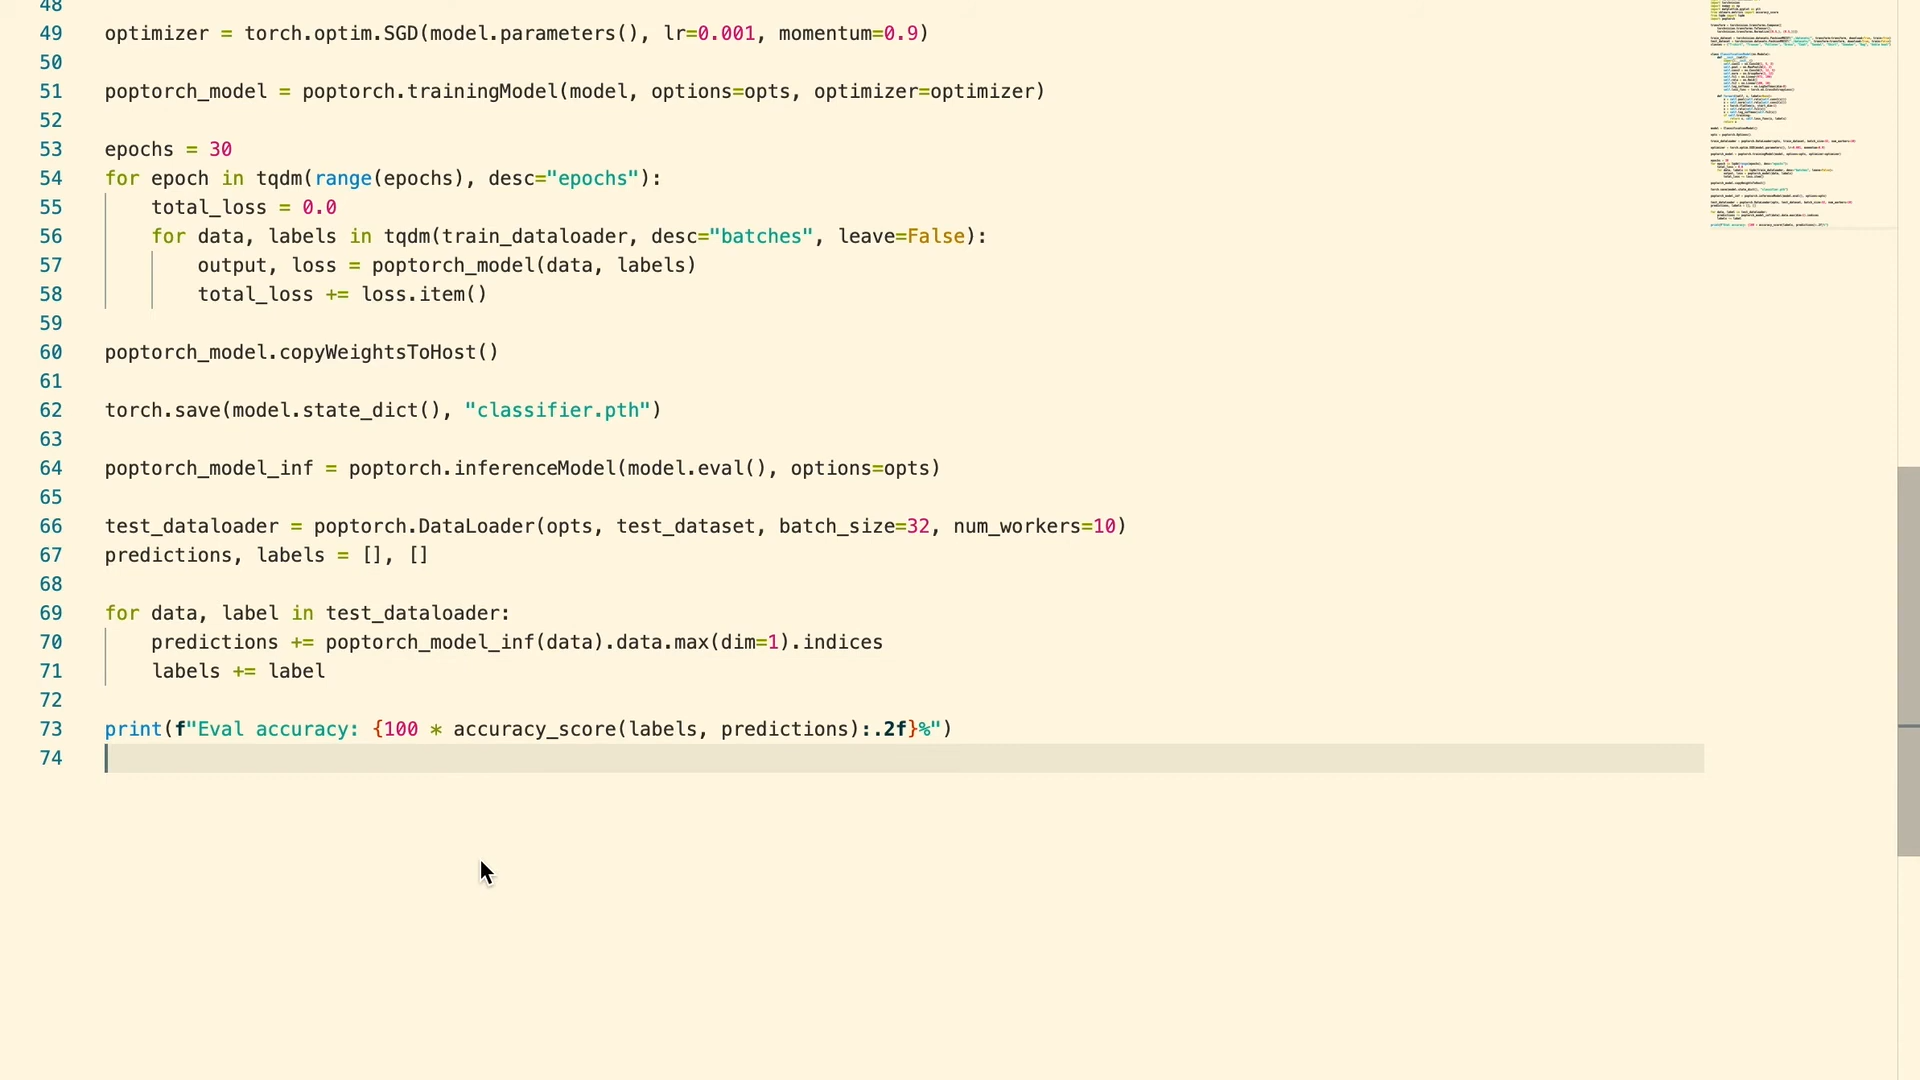 48
49 optimizer = torch.optim.SGD(model.parameters(), lr=0.001, momentum=0.9)
50
51 poptorch_model = poptorch.trainingModel(model, options=opts, optimizer=optimizer)
52
53 epochs = 30
54 for epoch in tqdm(range(epochs), desc="epochs"):
55     total_loss = 0.0
56     for data, labels in tqdm(train_dataloader, desc="batches", leave=False):
57         output, loss = poptorch_model(data, labels)
58         total_loss += loss.item()
59
60 poptorch_model.copyWeightsToHost()
61
62 torch.save(model.state_dict(), "classifier.pth")
63
64 poptorch_model_inf = poptorch.inferenceModel(model.eval(), options=opts)
65
66 test_dataloader = poptorch.DataLoader(opts, test_dataset, batch_size=32, num_workers=10)
67 predictions, labels = [], []
68
69 for data, label in test_dataloader:
70     predictions += poptorch_model_inf(data).data.max(dim=1).indices
71     labels += label
72
73 print(f"Eval accuracy: {100 * accuracy_score(labels, predictions):.2f}%")
74